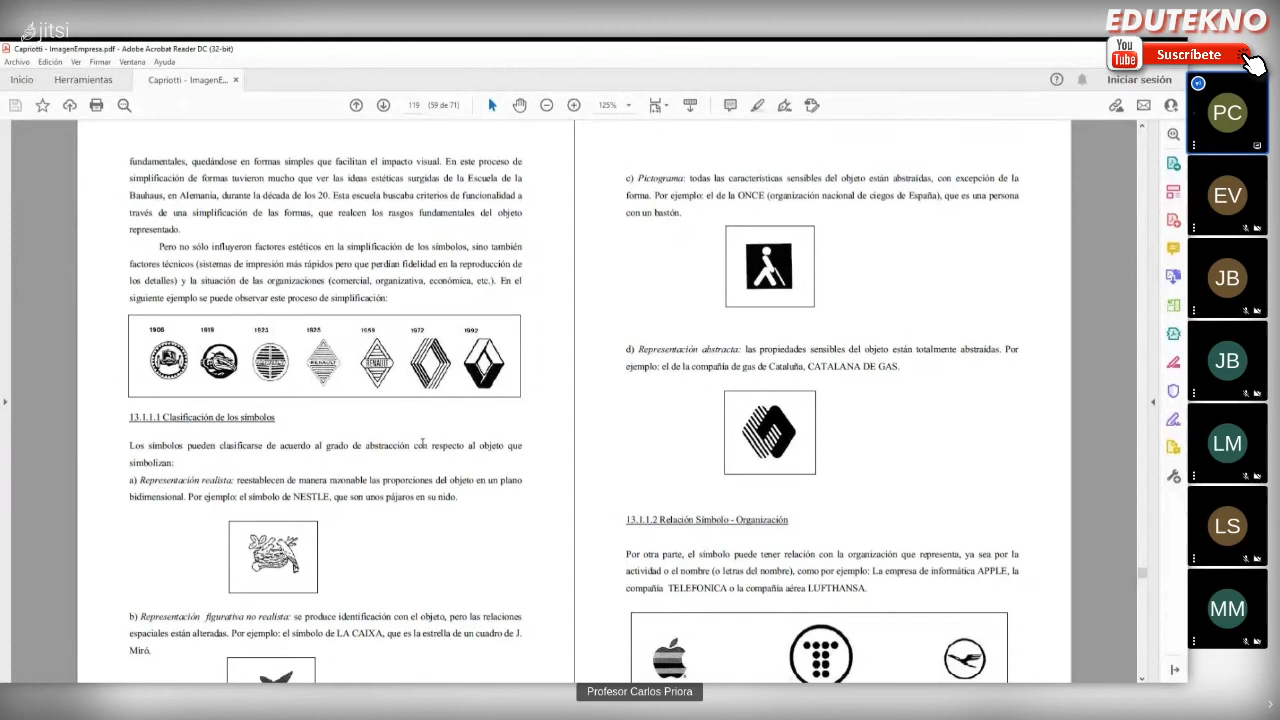 jitsi
EDUTEKNO
You Tube
Suscríbete
Capriotti - ImagenEmpresa.pdf - Adobe Acrobat Reader DC (32-bit)
Archivo Edición Ver Firmar Ventana Ayuda
Inicio Herramientas Capriotti - ImagenE... × Iniciar sesión
119 (59 de 71) 125%
fundamentales, quedándose en formas simples que facilitan el impacto visual. En este proceso de
simplificación de formas tuvieron mucho que ver las ideas estéticas surgidas de la Escuela de la
Bauhaus, en Alemania, durante la década de los 20. Esta escuela buscaba criterios de funcionalidad a
través de una simplificación de las formas, que realcen los rasgos fundamentales del objeto
representado.
Pero no sólo influyeron factores estéticos en la simplificación de los símbolos, sino también
factores técnicos (sistemas de impresión más rápidos pero que perdían fidelidad en la reproducción de
los detalles) y la situación de las organizaciones (comercial, organizativa, económica, etc.). En el
siguiente ejemplo se puede observar este proceso de simplificación:
1906 1919 1923 1925 1959 1972 1992
RENAULT RENAULT
13.1.1.1 Clasificación de los símbolos
Los símbolos pueden clasificarse de acuerdo al grado de abstracción con respecto al objeto que
simbolizan:
a) Representación realista: reestablecen de manera razonable las proporciones del objeto en un plano
bidimensional. Por ejemplo: el símbolo de NESTLE, que son unos pájaros en su nido.
b) Representación figurativa no realista: se produce identificación con el objeto, pero las relaciones
espaciales están alteradas. Por ejemplo: el símbolo de LA CAIXA, que es la estrella de un cuadro de J.
Miró.
c) Pictograma: todas las características sensibles del objeto están abstraídas, con excepción de la
forma. Por ejemplo: el de la ONCE (organización nacional de ciegos de España), que es una persona
con un bastón.
d) Representación abstracta: las propiedades sensibles del objeto están totalmente abstraídas. Por
ejemplo: el de la compañía de gas de Cataluña, CATALANA DE GAS.
13.1.1.2 Relación Símbolo - Organización
Por otra parte, el símbolo puede tener relación con la organización que representa, ya sea por la
actividad o el nombre (o letras del nombre), como por ejemplo: La empresa de informática APPLE, la
compañía TELEFONICA o la compañía aérea LUFTHANSA.
PC
EV
JB
JB
LM
LS
MM
Profesor Carlos Priora